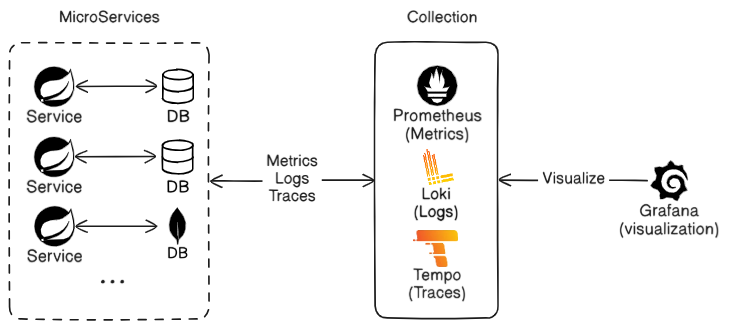 MicroServices
Collection
Service
DB
Service
DB
Service
DB
...
Metrics
Logs
Traces
Prometheus
(Metrics)
Loki
(Logs)
Tempo
(Traces)
Visualize
Grafana
(visualization)